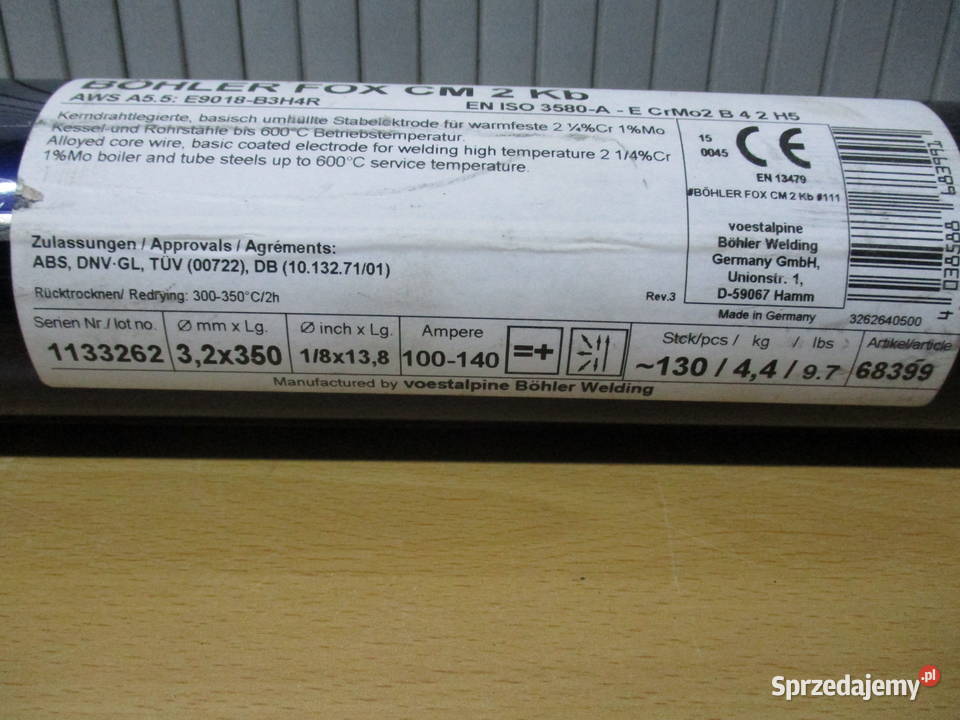 BÖHLER FOX CM 2 Kb
AWS A5.5: E9018-B3H4R
EN ISO 3580-A - E CrMo2 B 4 2 H5
Kerndrahtlegierte, basisch umhüllte Stabelektrode für warmfeste 2 ¼%Cr 1%Mo
Kessel-und Rohrstähle bis 600°C Betriebstemperatur.
Alloyed core wire, basic coated electrode for welding high temperature 2 1/4%Cr
1%Mo boiler and tube steels up to 600°C service temperature.
15
0045
CE
EN 13479
#BÖHLER FOX CM 2 Kb #111
Zulassungen / Approvals / Agréments:
ABS, DNV·GL, TÜV (00722), DB (10.132.71/01)
Rücktrocknen/ Redrying: 300-350°C/2h
Rev.3
voestalpine
Böhler Welding
Germany GmbH,
Unionstr. 1,
D-59067 Hamm
Made in Germany
3262640500
Serien Nr./ lot no.
1133262
∅ mm x Lg.
3,2x350
∅ inch x Lg.
1/8x13,8
Ampere
100-140
=+
Stck/pcs / kg / lbs
~130 / 4,4 / 9.7
Artikel/article
68399
Manufactured by voestalpine Böhler Welding
Sprzedajemy.pl